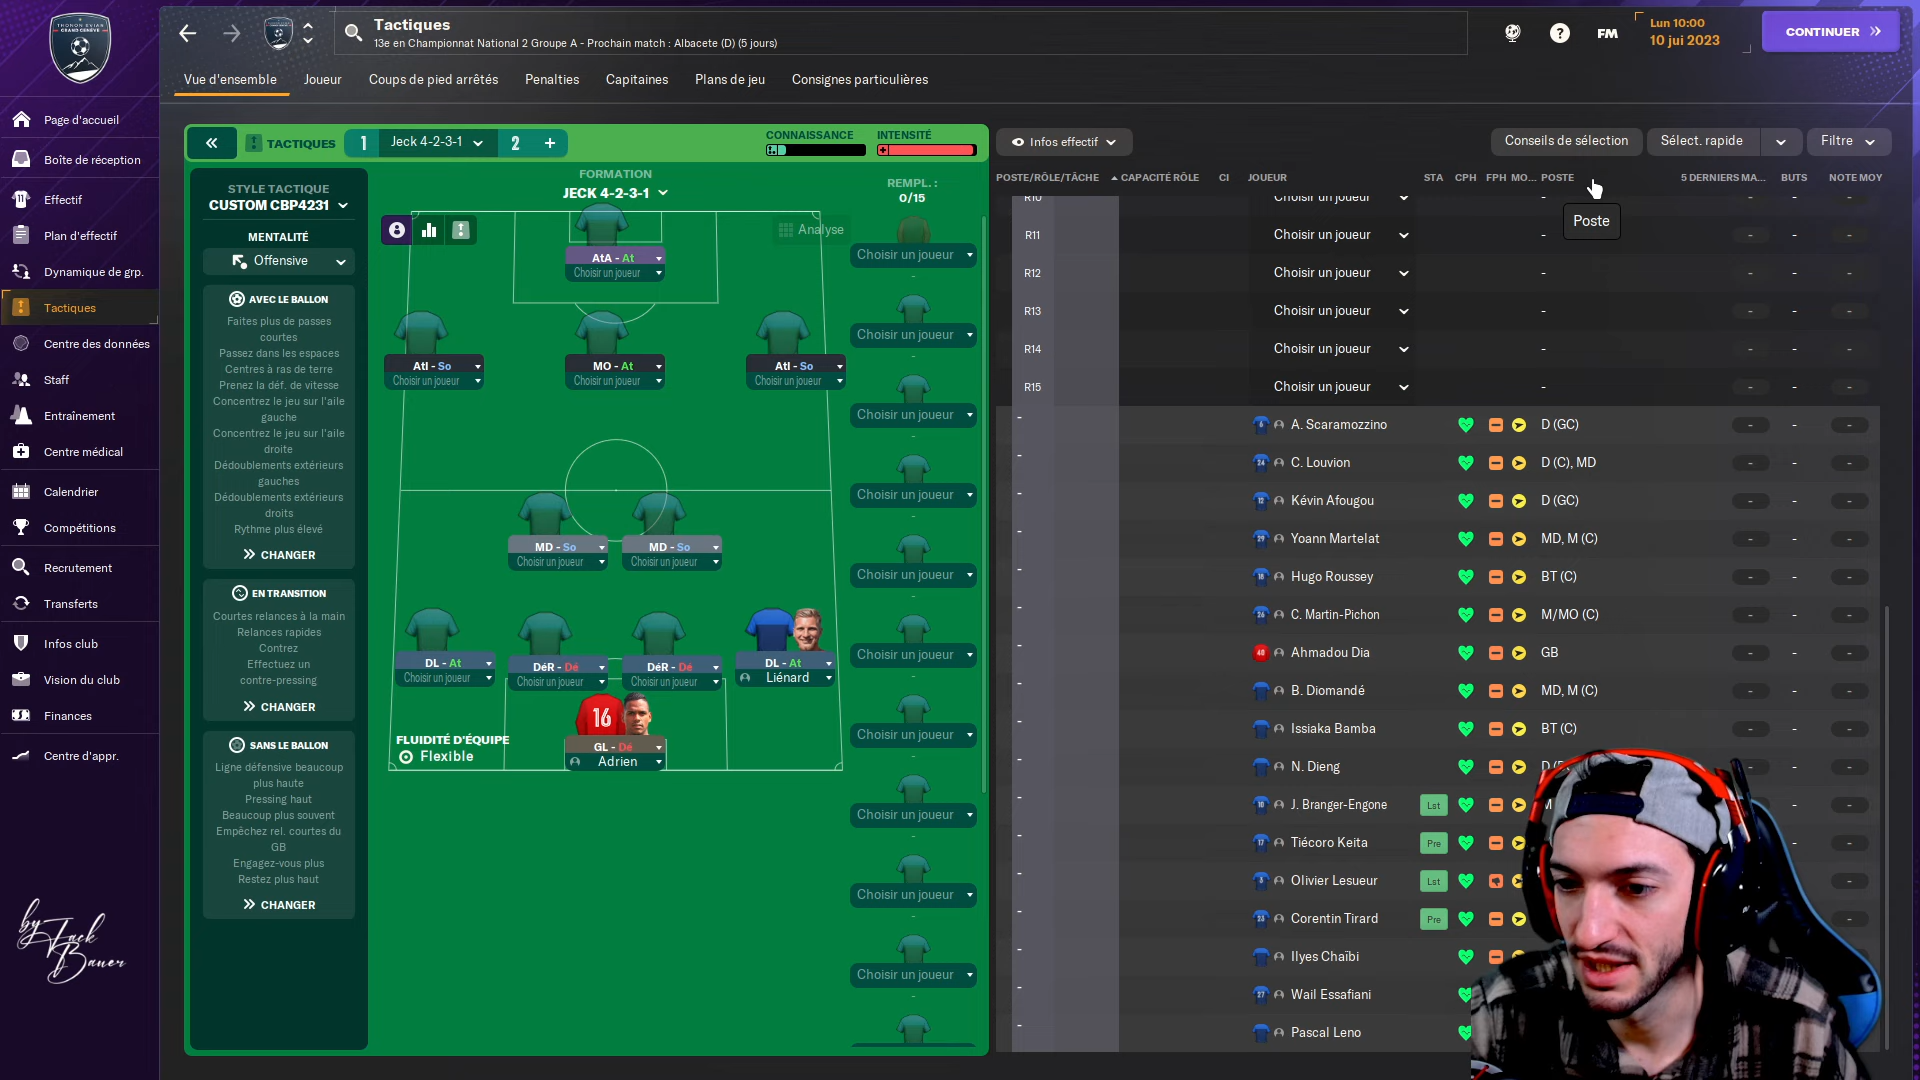 THONON EVIAN
GRAND GENÈVE
Tactiques
13e en Championnat National 2 Groupe A - Prochain match : Albacete (D) (5 jours)
FM
Lun 10:00
10 jui 2023
CONTINUER
Vue d'ensemble
Joueur
Coups de pied arrêtés
Penalties
Capitaines
Plans de jeu
Consignes particulières
Page d'accueil
Boîte de réception
Effectif
Plan d'effectif
Dynamique de grp.
Tactiques
Centre des données
Staff
Entraînement
Centre médical
Calendrier
Compétitions
Recrutement
Transferts
Infos club
Vision du club
Finances
Centre d'appr.
by Jack
Bauer
TACTIQUES
1
Jeck 4-2-3-1
2
CONNAISSANCE
INTENSITÉ
STYLE TACTIQUE
CUSTOM CBP4231
MENTALITÉ
Offensive
AVEC LE BALLON
Faites plus de passes
courtes
Passez dans les espaces
Centres à ras de terre
Prenez la déf. de vitesse
Concentrez le jeu sur l'aile
gauche
Concentrez le jeu sur l'aile
droite
Dédoublements extérieurs
gauches
Dédoublements extérieurs
droits
Rythme plus élevé
CHANGER
EN TRANSITION
Courtes relances à la main
Relances rapides
Contrez
Effectuez un
contre-pressing
CHANGER
SANS LE BALLON
Ligne défensive beaucoup
plus haute
Pressing haut
Beaucoup plus souvent
Empêchez rel. courtes du
GB
Engagez-vous plus
Restez plus haut
CHANGER
FORMATION
JECK 4-2-3-1
REMPL. :
0/15
Analyse
AtA - At
Choisir un joueur
AtI - So
Choisir un joueur
MO - At
Choisir un joueur
AtI - So
Choisir un joueur
MD - So
Choisir un joueur
MD - So
Choisir un joueur
DL - At
Choisir un joueur
DéR - Dé
Choisir un joueur
DéR - Dé
Choisir un joueur
DL - At
Liénard
16
GL - Dé
Adrien
FLUIDITÉ D'ÉQUIPE
Flexible
Choisir un joueur
-
Choisir un joueur
-
Choisir un joueur
-
Choisir un joueur
-
Choisir un joueur
-
Choisir un joueur
-
Choisir un joueur
-
Choisir un joueur
-
Choisir un joueur
-
Choisir un joueur
-
Infos effectif
Conseils de sélection
Sélect. rapide
Filtre
POSTE/RÔLE/TÂCHE CAPACITÉ RÔLE CI JOUEUR STA CPH FPH MO... POSTE 5 DERNIERS MA... BUTS NOTE MOY
Poste
R10 Choisir un joueur - - - -
R11 Choisir un joueur - - - -
R12 Choisir un joueur - - - -
R13 Choisir un joueur - - - -
R14 Choisir un joueur - - - -
R15 Choisir un joueur - - - -
- A. Scaramozzino D (GC) - - -
- C. Louvion D (C), MD - - -
- Kévin Afougou D (GC) - - -
- Yoann Martelat MD, M (C) - - -
- Hugo Roussey BT (C) - - -
- C. Martin-Pichon M/MO (C) - - -
- Ahmadou Dia GB - - -
- B. Diomandé MD, M (C) - - -
- Issiaka Bamba BT (C) - - -
- N. Dieng - -
- J. Branger-Engone Lst M - -
- Tiécoro Keita Pre - -
- Olivier Lesueur Lst -
- Corentin Tirard Pre -
- Ilyes Chaïbi
- Wail Essafiani
- Pascal Leno